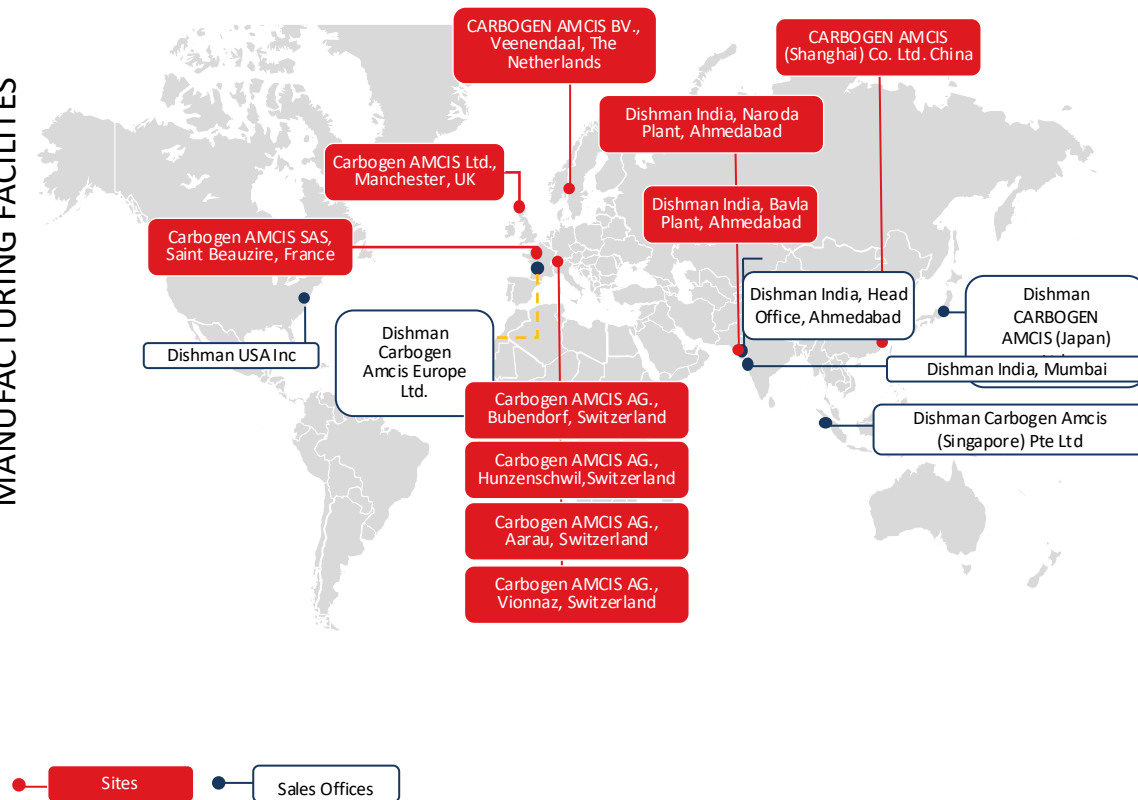 MANUFACTURING FACILITES
CARBOGEN AMCIS BV.,
Veenendaal, The
Netherlands
CARBOGEN AMCIS
(Shanghai) Co. Ltd. China
Dishman India, Naroda
Plant, Ahmedabad
Carbogen AMCIS Ltd.,
Manchester, UK
Dishman India, Bavla
Plant, Ahmedabad
Carbogen AMCIS SAS,
Saint Beauzire, France
Dishman India, Head
Office, Ahmedabad
Dishman
CARBOGEN
AMCIS (Japan)
Dishman USA Inc
Dishman
Carbogen
Amcis Europe
Ltd.
Dishman India, Mumbai
Dishman Carbogen Amcis
(Singapore) Pte Ltd
Carbogen AMCIS AG.,
Bubendorf, Switzerland
Carbogen AMCIS AG.,
Hunzenschwil,Switzerland
Carbogen AMCIS AG.,
Aarau, Switzerland
Carbogen AMCIS AG.,
Vionnaz, Switzerland
Sites
Sales Offices